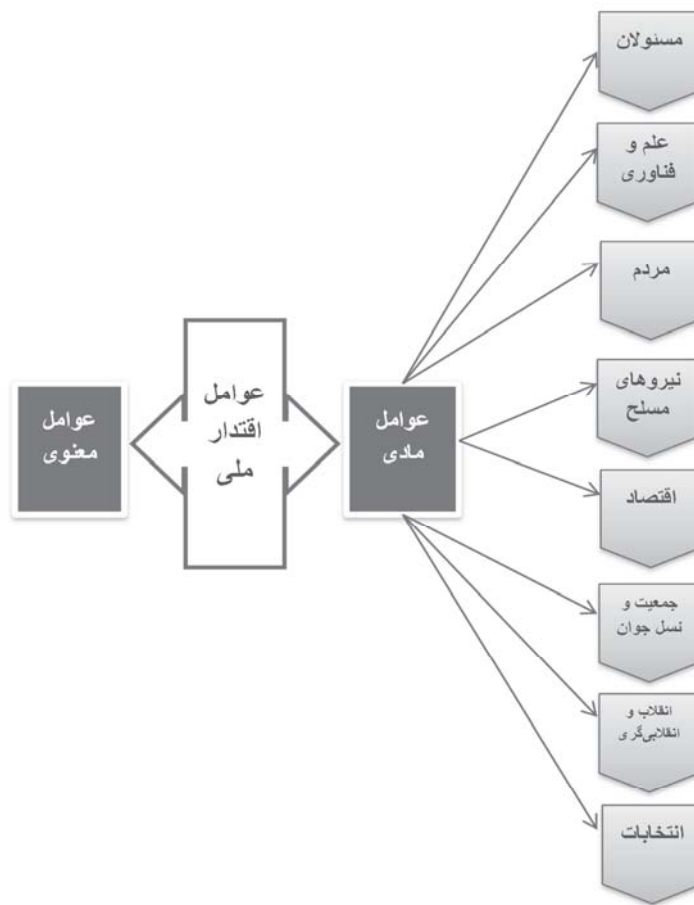 مسئولان
علم و
فناوری
مردم
نیروهای
مسلح
اقتصاد
جمعیت و
نسل جوان
انقلاب و
انقلابی‌گری
انتخابات
عوامل
مادی
عوامل
اقتدار
ملی
عوامل
معنوی